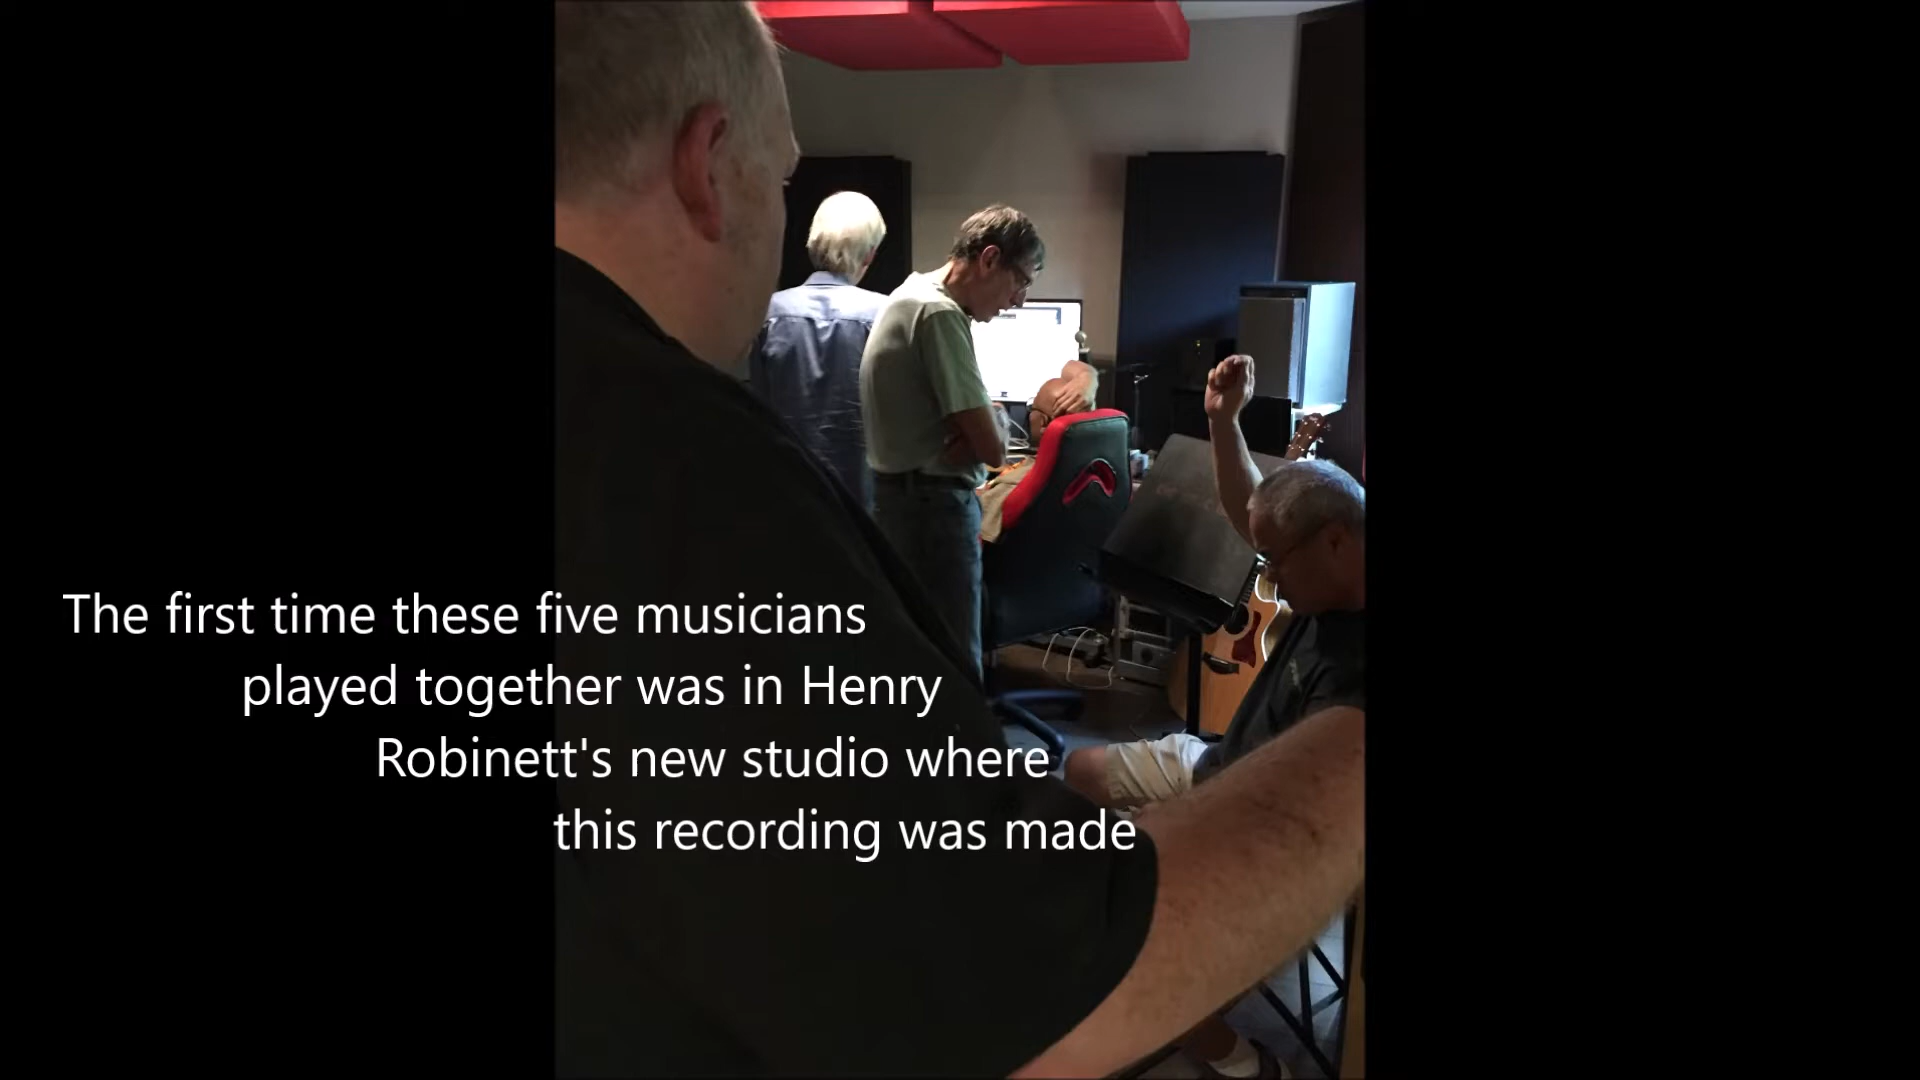 The first time these five musicians
played together was in Henry
Robinett's new studio where
this recording was made